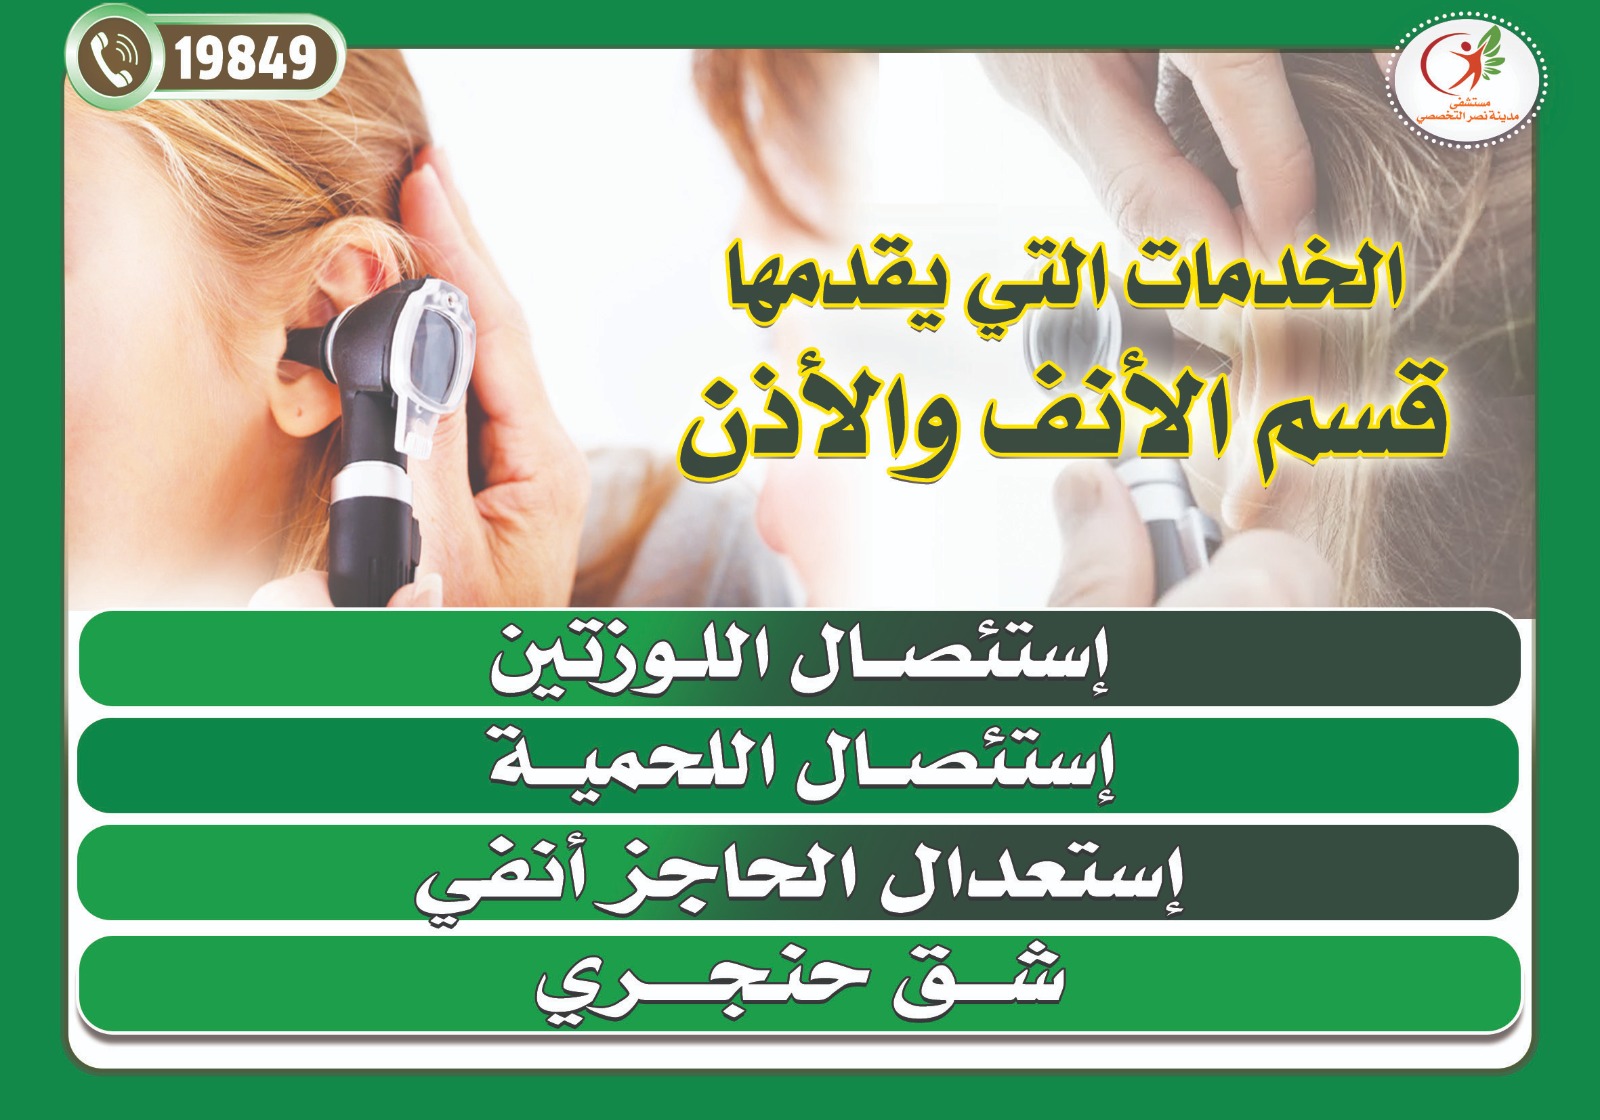 19849
مستشفى
مدينة نصر التخصصي
الخدمات التي يقدمها
قسم الأنف والأذن
إستئصال اللوزتين
إستئصال اللحمية
إستعدال الحاجز أنفي
شق حنجري